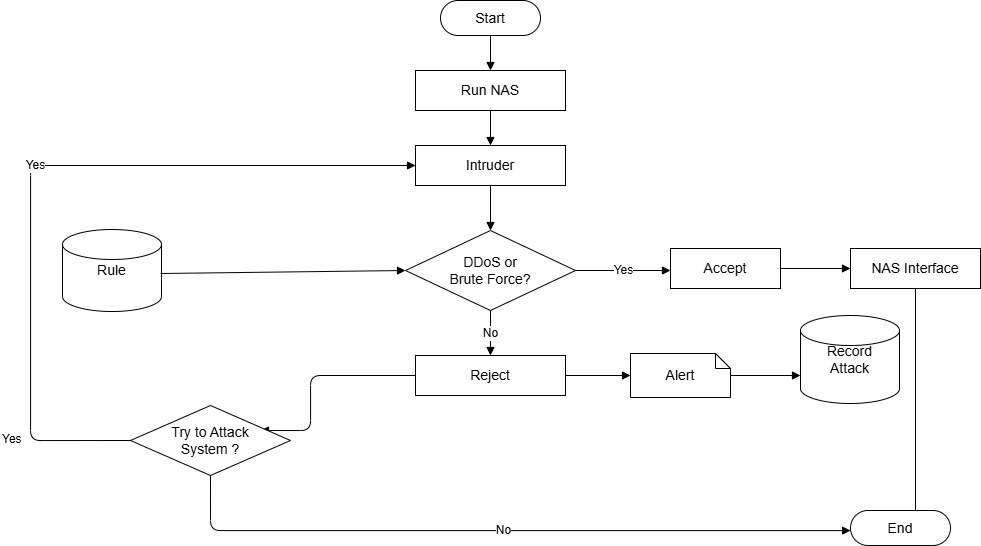 Start
Run NAS
Yes
Intruder
Rule
DDoS or
Brute Force?
Yes
Accept
NAS Interface
No
Reject
Alert
Record
Attack
Yes
Try to Attack
System ?
No
End